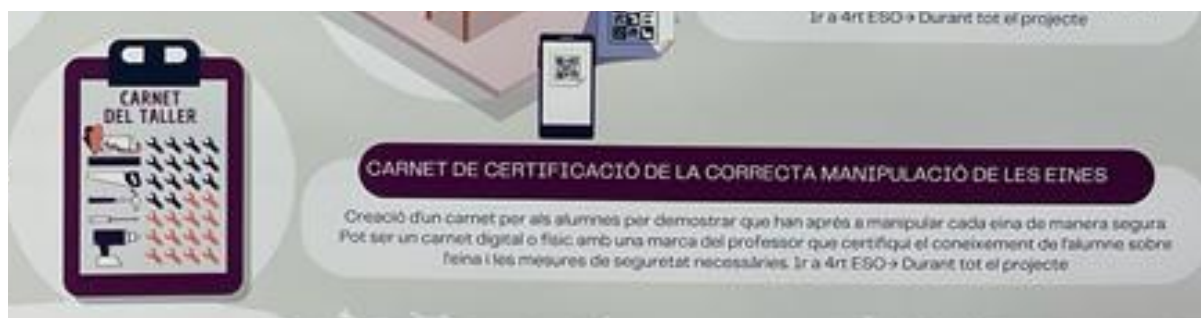 1r a 4rt ESO → Durant tot el projecte
CARNET
DEL TALLER
CARNET DE CERTIFICACIÓ DE LA CORRECTA MANIPULACIÓ DE LES EINES
Creació d'un carnet per als alumnes per demostrar que han après a manipular cada eina de manera segura
Pot ser un carnet digital o físic amb una marca del professor que certifiqui el coneixement de l'alumne sobre
l'eina i les mesures de seguretat necessàries. 1r a 4rt ESO → Durant tot el projecte